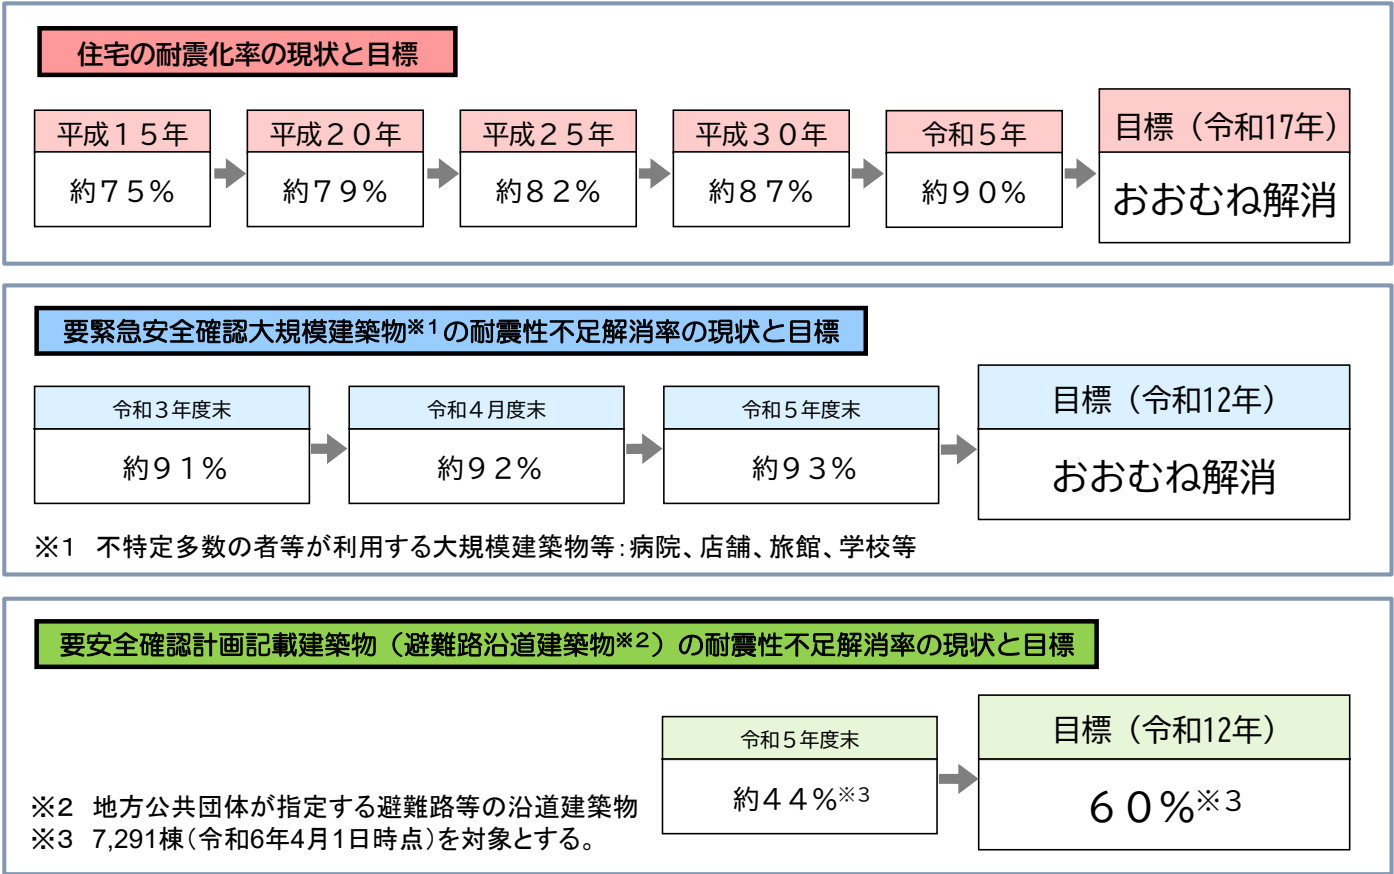 住宅の耐震化率の現状と目標
平成１５年
約７５％
平成２０年
約７９％
平成２５年
約８２％
平成３０年
約８７％
令和５年
約９０％
目標（令和17年）
おおむね解消
要緊急安全確認大規模建築物※1の耐震性不足解消率の現状と目標
令和３年度末
約９１％
令和４月度末
約９２％
令和５年度末
約９３％
目標（令和12年）
おおむね解消
※1　不特定多数の者等が利用する大規模建築物等：病院、店舗、旅館、学校等
要安全確認計画記載建築物（避難路沿道建築物※2）の耐震性不足解消率の現状と目標
令和５年度末
約４４％※3
目標（令和12年）
６０％※3
※2　地方公共団体が指定する避難路等の沿道建築物
※3　7,291棟（令和6年4月1日時点）を対象とする。